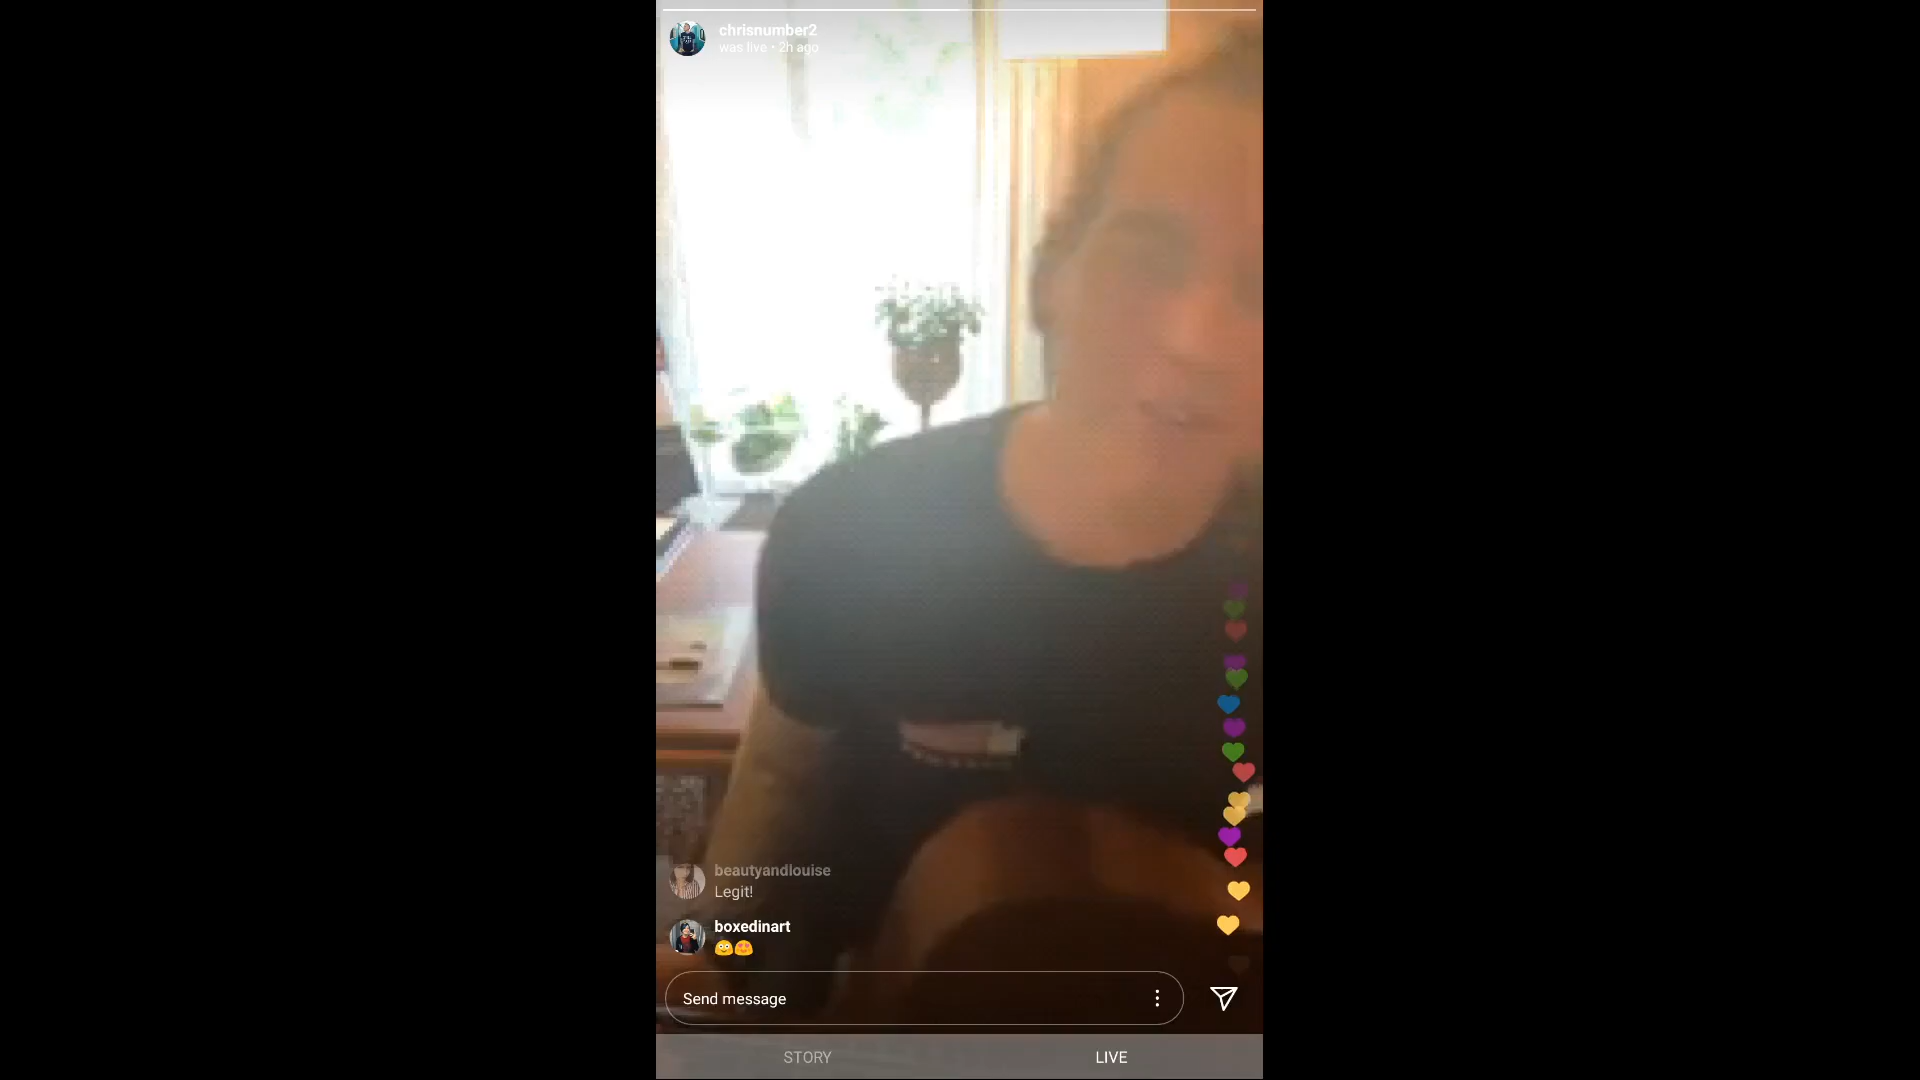 chrisnumber2
was live • 2h ago
beautyandlouise
Legit!
boxedinart
🙄😍
Send message
STORY
LIVE